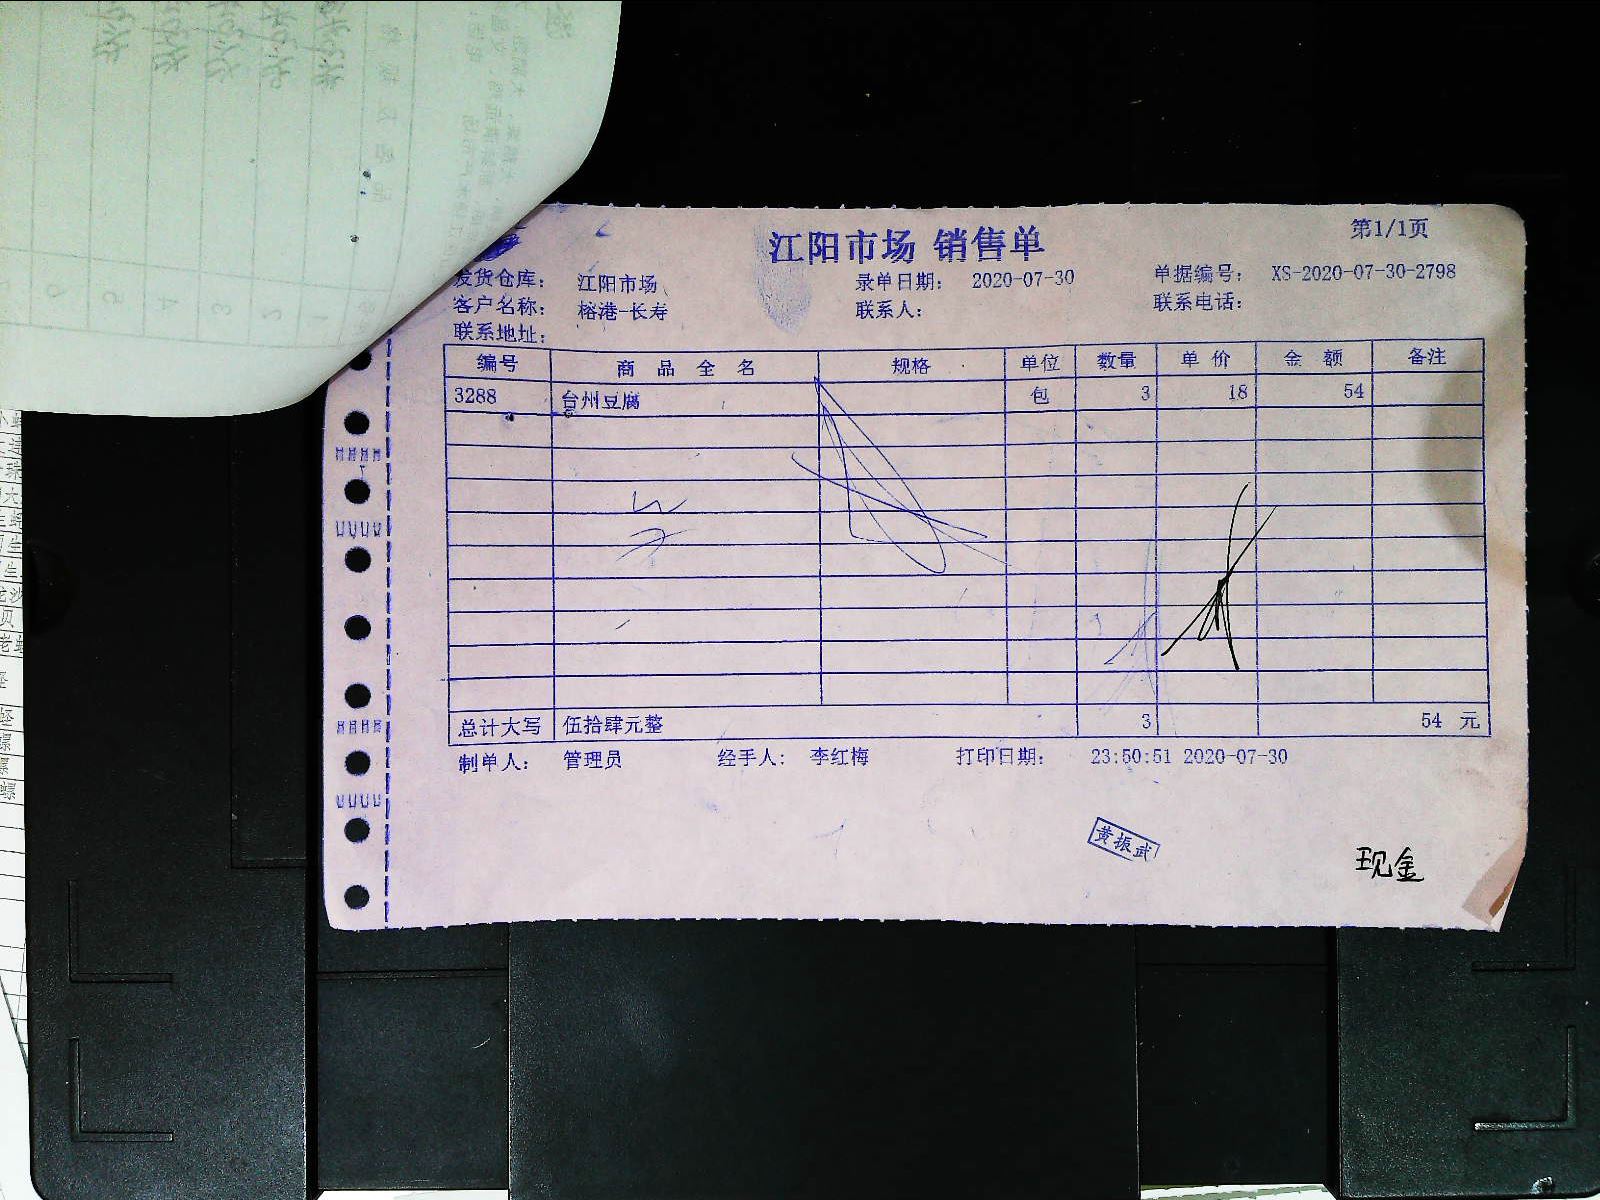 江阳市场 销售单
第1/1页
发货仓库: 江阳市场 录单日期: 2020-07-30 单据编号: XS-2020-07-30-2798
客户名称: 榕港-长寿 联系人: 联系电话:
联系地址:
编号 商品全名 规格 单位 数量 单价 金额 备注
3288 台州豆腐 包 3 18 54
总计大写 伍拾肆元整 3 54 元
制单人: 管理员 经手人: 李红梅 打印日期: 23:50:51 2020-07-30
黄振武
现金